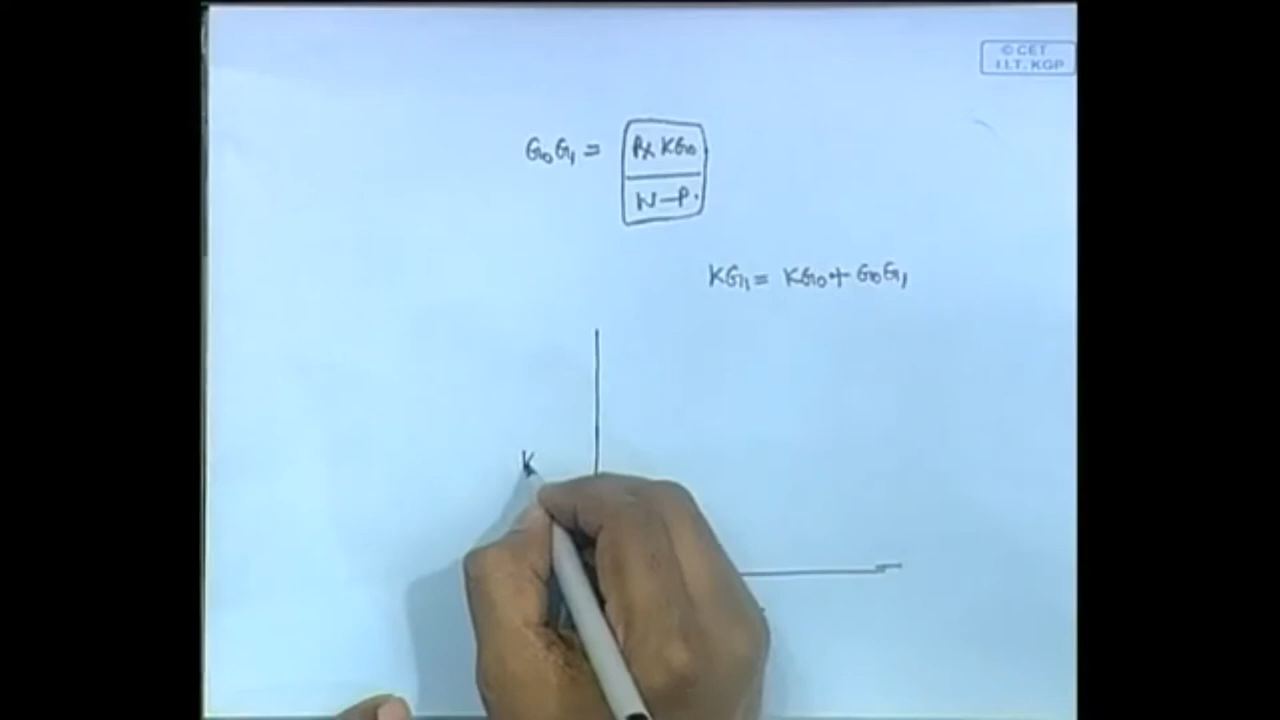 © CET
I.I.T. KGP
G₀G₁ = P x KG₀
W - P.
KG₁ = KG₀ + G₀G₁
K